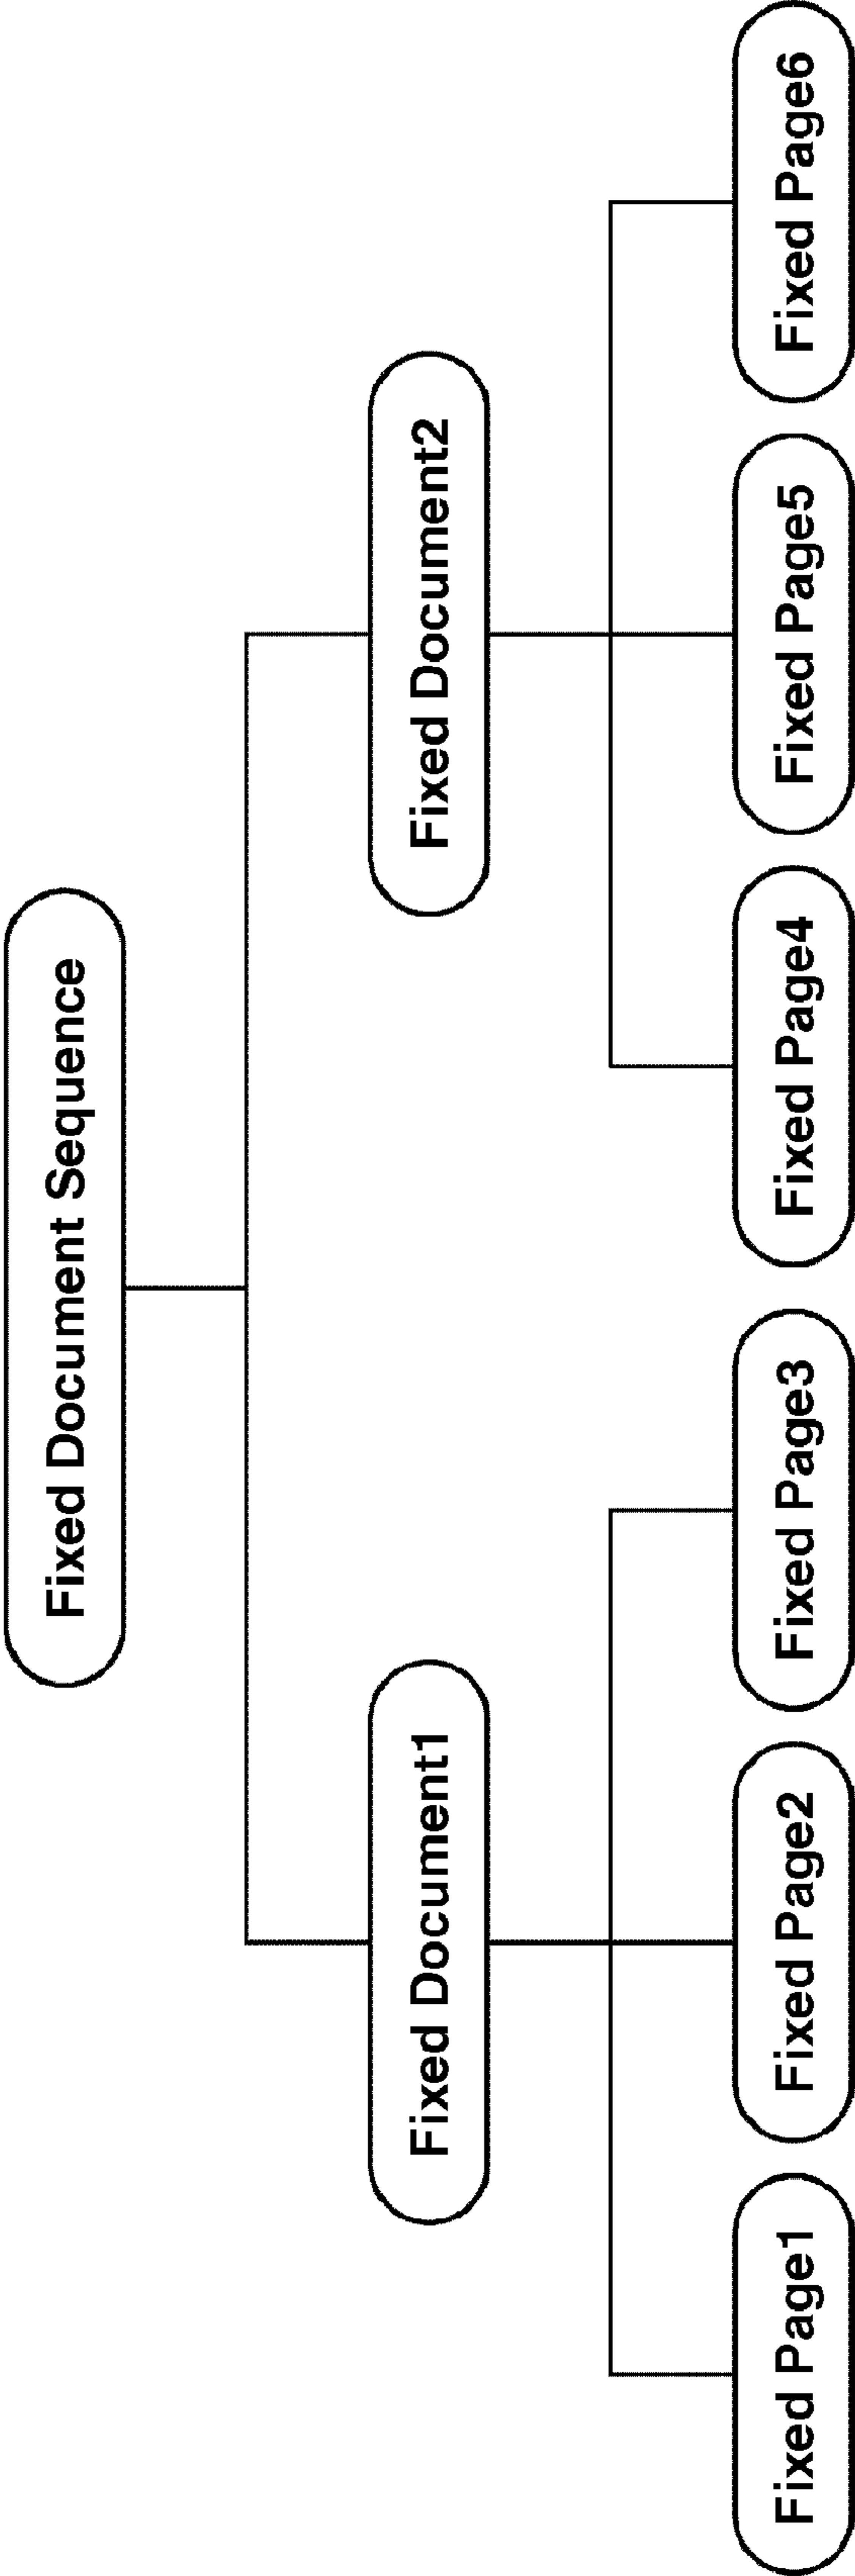 Fixed Document Sequence
Fixed Document1
Fixed Document2
Fixed Page1
Fixed Page2
Fixed Page3
Fixed Page4
Fixed Page5
Fixed Page6